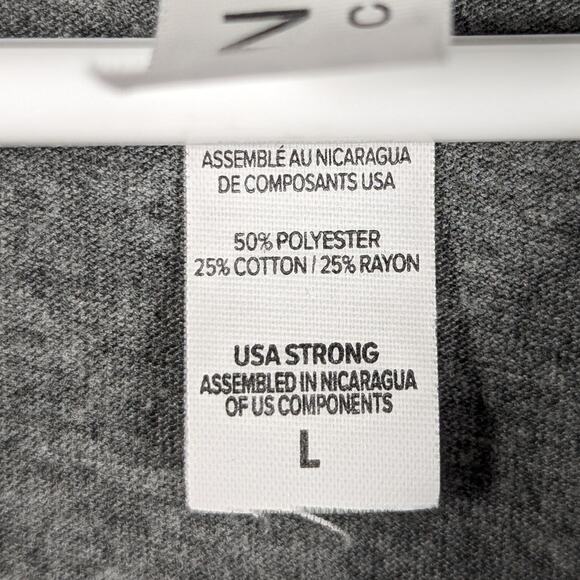 N
C
ASSEMBLÉ AU NICARAGUA
DE COMPOSANTS USA
50% POLYESTER
25% COTTON / 25% RAYON
USA STRONG
ASSEMBLED IN NICARAGUA
OF US COMPONENTS
L